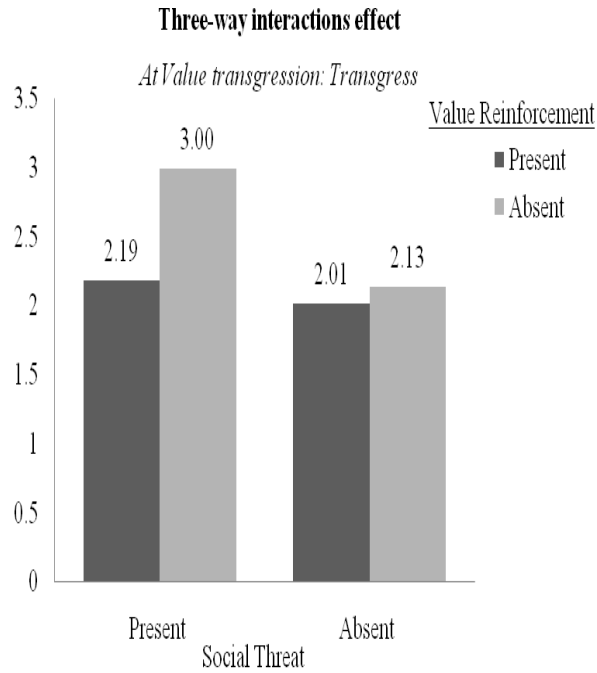 Three-way interactions effect
At Value transgression: Transgress
Value Reinforcement
Present
Absent
3.5
3
2.5
2
1.5
1
0.5
0
2.19
3.00
2.01
2.13
Present
Absent
Social Threat